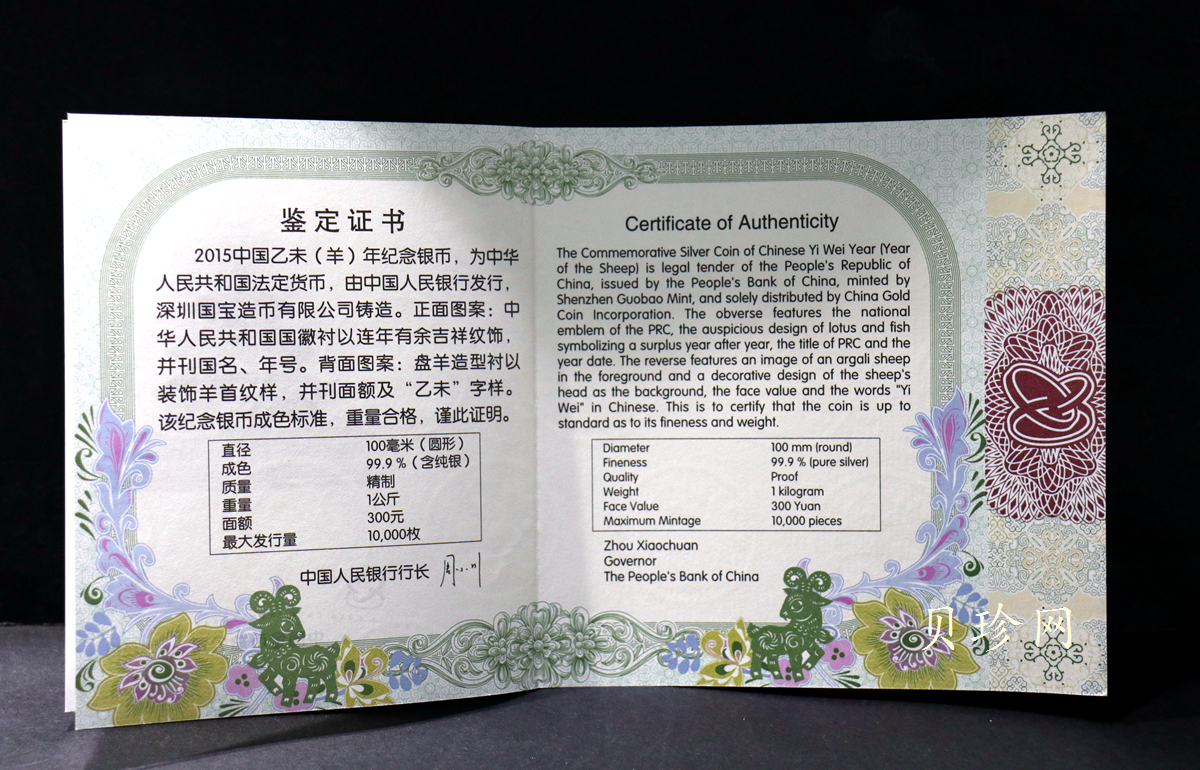 鉴定证书
2015中国乙未（羊）年纪念银币，为中华
人民共和国法定货币，由中国人民银行发行，
深圳国宝造币有限公司铸造。正面图案：中
华人民共和国国徽衬以连年有余吉祥纹饰，
并刊国名、年号。背面图案：盘羊造型衬以
装饰羊首纹样，并刊面额及“乙未”字样。
该纪念银币成色标准，重量合格，谨此证明。
直径 100毫米（圆形）
成色 99.9％（含纯银）
质量 精制
重量 1公斤
面额 300元
最大发行量 10,000枚
中国人民银行行长
Certificate of Authenticity
The Commemorative Silver Coin of Chinese Yi Wei Year (Year
of the Sheep) is legal tender of the People's Republic of
China, issued by the People's Bank of China, minted by
Shenzhen Guobao Mint, and solely distributed by China Gold
Coin Incorporation. The obverse features the national
emblem of the PRC, the auspicious design of lotus and fish
symbolizing a surplus year after year, the title of PRC and the
year date. The reverse features an image of an argali sheep
in the foreground and a decorative design of the sheep's
head as the background, the face value and the words "Yi
Wei" in Chinese. This is to certify that the coin is up to
standard as to its fineness and weight.
Diameter 100 mm (round)
Fineness 99.9 % (pure silver)
Quality Proof
Weight 1 kilogram
Face Value 300 Yuan
Maximum Mintage 10,000 pieces
Zhou Xiaochuan
Governor
The People's Bank of China
贝珍网